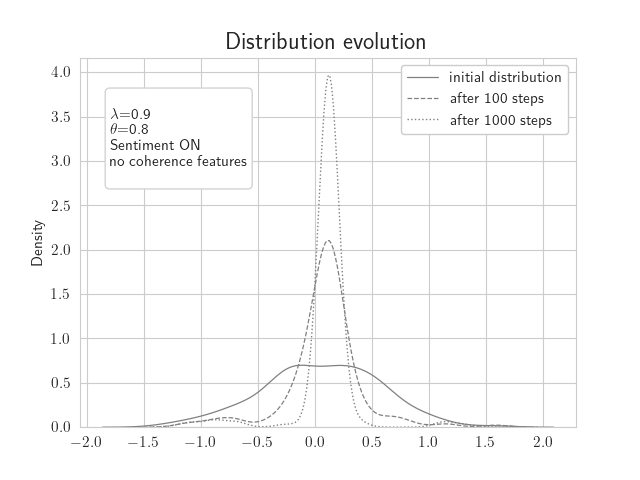 Distribution evolution
initial distribution
after 100 steps
after 1000 steps
λ=0.9
θ=0.8
Sentiment ON
no coherence features
Density
4.0
3.5
3.0
2.5
2.0
1.5
1.0
0.5
0.0
−2.0 −1.5 −1.0 −0.5 0.0 0.5 1.0 1.5 2.0